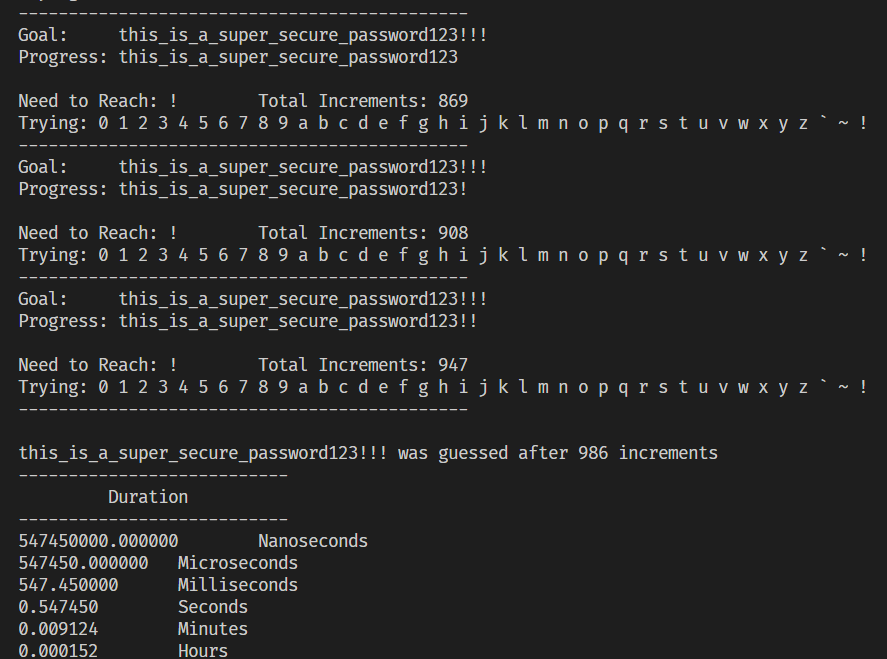 ---------------------------------------------
Goal:     this_is_a_super_secure_password123!!!
Progress: this_is_a_super_secure_password123
Need to Reach: !        Total Increments: 869
Trying: 0 1 2 3 4 5 6 7 8 9 a b c d e f g h i j k l m n o p q r s t u v w x y z ` ~ !
---------------------------------------------
Goal:     this_is_a_super_secure_password123!!!
Progress: this_is_a_super_secure_password123!
Need to Reach: !        Total Increments: 908
Trying: 0 1 2 3 4 5 6 7 8 9 a b c d e f g h i j k l m n o p q r s t u v w x y z ` ~ !
---------------------------------------------
Goal:     this_is_a_super_secure_password123!!!
Progress: this_is_a_super_secure_password123!!
Need to Reach: !        Total Increments: 947
Trying: 0 1 2 3 4 5 6 7 8 9 a b c d e f g h i j k l m n o p q r s t u v w x y z ` ~ !
---------------------------------------------
this_is_a_super_secure_password123!!! was guessed after 986 increments
---------------------------
         Duration
---------------------------
547450000.000000        Nanoseconds
547450.000000   Microseconds
547.450000      Milliseconds
0.547450        Seconds
0.009124        Minutes
0.000152        Hours